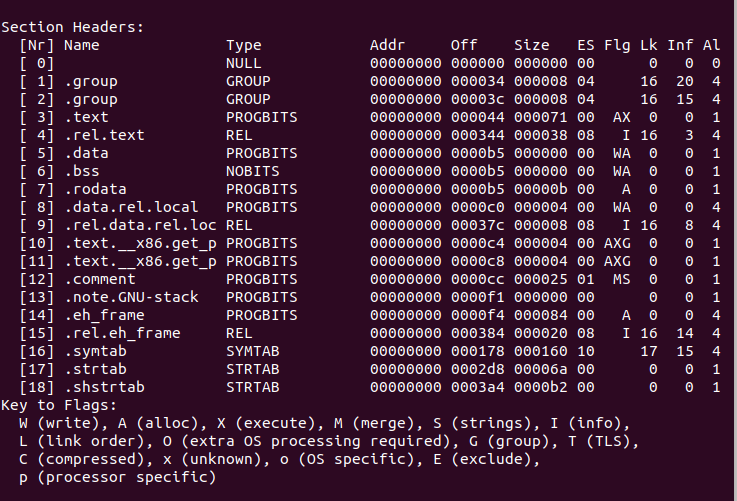 Section Headers:
  [Nr] Name              Type            Addr     Off    Size   ES Flg Lk Inf Al
  [ 0]                   NULL            00000000 000000 000000 00      0   0  0
  [ 1] .group            GROUP           00000000 000034 000008 04     16  20  4
  [ 2] .group            GROUP           00000000 00003c 000008 04     16  15  4
  [ 3] .text             PROGBITS        00000000 000044 000071 00  AX  0   0  1
  [ 4] .rel.text         REL             00000000 000344 000038 08   I 16   3  4
  [ 5] .data             PROGBITS        00000000 0000b5 000000 00  WA  0   0  1
  [ 6] .bss              NOBITS          00000000 0000b5 000000 00  WA  0   0  1
  [ 7] .rodata           PROGBITS        00000000 0000b5 00000b 00   A  0   0  1
  [ 8] .data.rel.local   PROGBITS        00000000 0000c0 000004 00  WA  0   0  4
  [ 9] .rel.data.rel.loc REL             00000000 00037c 000008 08   I 16   8  4
  [10] .text.__x86.get_p PROGBITS        00000000 0000c4 000004 00 AXG  0   0  1
  [11] .text.__x86.get_p PROGBITS        00000000 0000c8 000004 00 AXG  0   0  1
  [12] .comment          PROGBITS        00000000 0000cc 000025 01  MS  0   0  1
  [13] .note.GNU-stack   PROGBITS        00000000 0000f1 000000 00      0   0  1
  [14] .eh_frame         PROGBITS        00000000 0000f4 000084 00   A  0   0  4
  [15] .rel.eh_frame     REL             00000000 000384 000020 08   I 16  14  4
  [16] .symtab           SYMTAB          00000000 000178 000160 10     17  15  4
  [17] .strtab           STRTAB          00000000 0002d8 00006a 00      0   0  1
  [18] .shstrtab         STRTAB          00000000 0003a4 0000b2 00      0   0  1
Key to Flags:
  W (write), A (alloc), X (execute), M (merge), S (strings), I (info),
  L (link order), O (extra OS processing required), G (group), T (TLS),
  C (compressed), x (unknown), o (OS specific), E (exclude),
  p (processor specific)